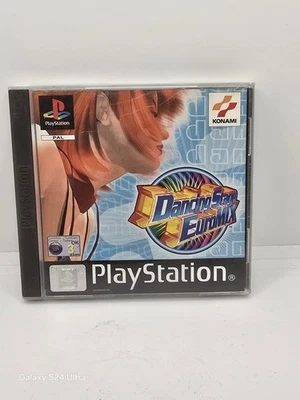 PlayStation
PAL
KONAMI
Dancing Stage
EuroMIX
PlayStation®
PlayStation
Galaxy S24 Ultra